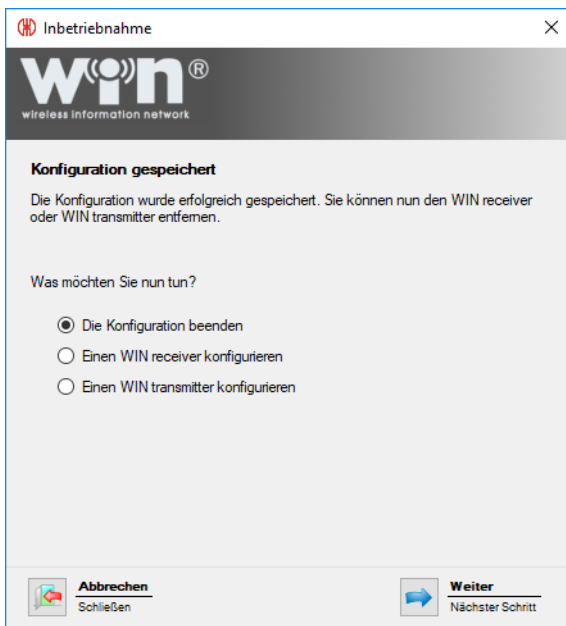 Inbetriebnahme
win®
wireless information network
Konfiguration gespeichert
Die Konfiguration wurde erfolgreich gespeichert. Sie können nun den WIN receiver
oder WIN transmitter entfernen.
Was möchten Sie nun tun?
Die Konfiguration beenden
Einen WIN receiver konfigurieren
Einen WIN transmitter konfigurieren
Abbrechen
Schließen
Weiter
Nächster Schritt